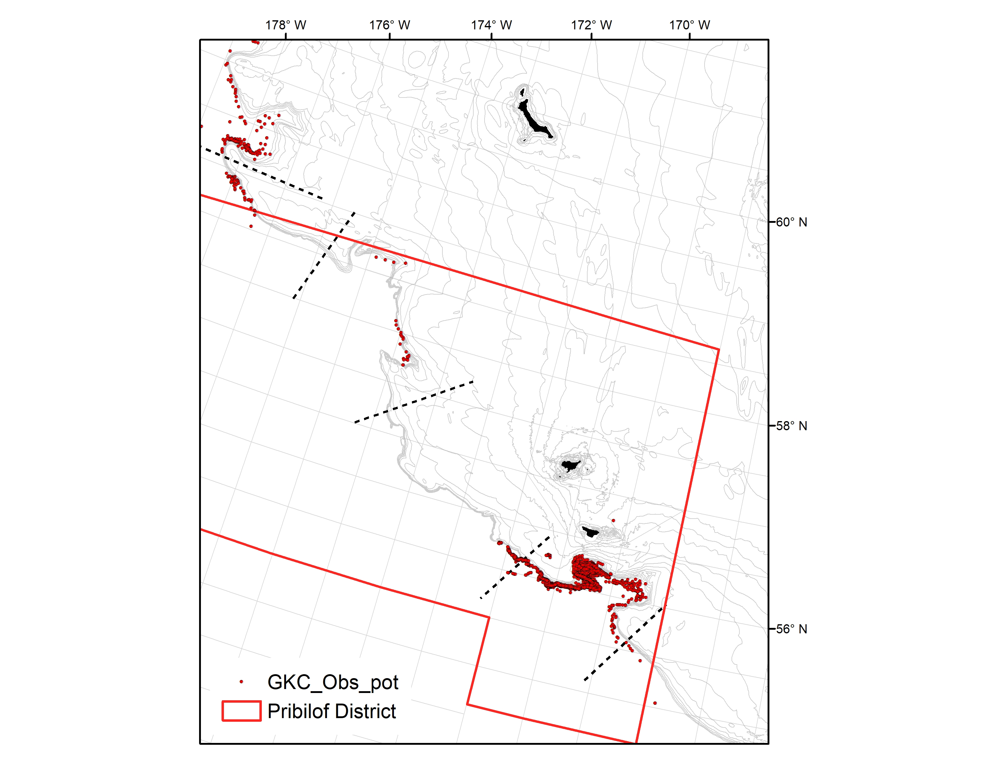 178° W 176° W 174° W 172° W 170° W
60° N
58° N
56° N
GKC_Obs_pot
Pribilof District